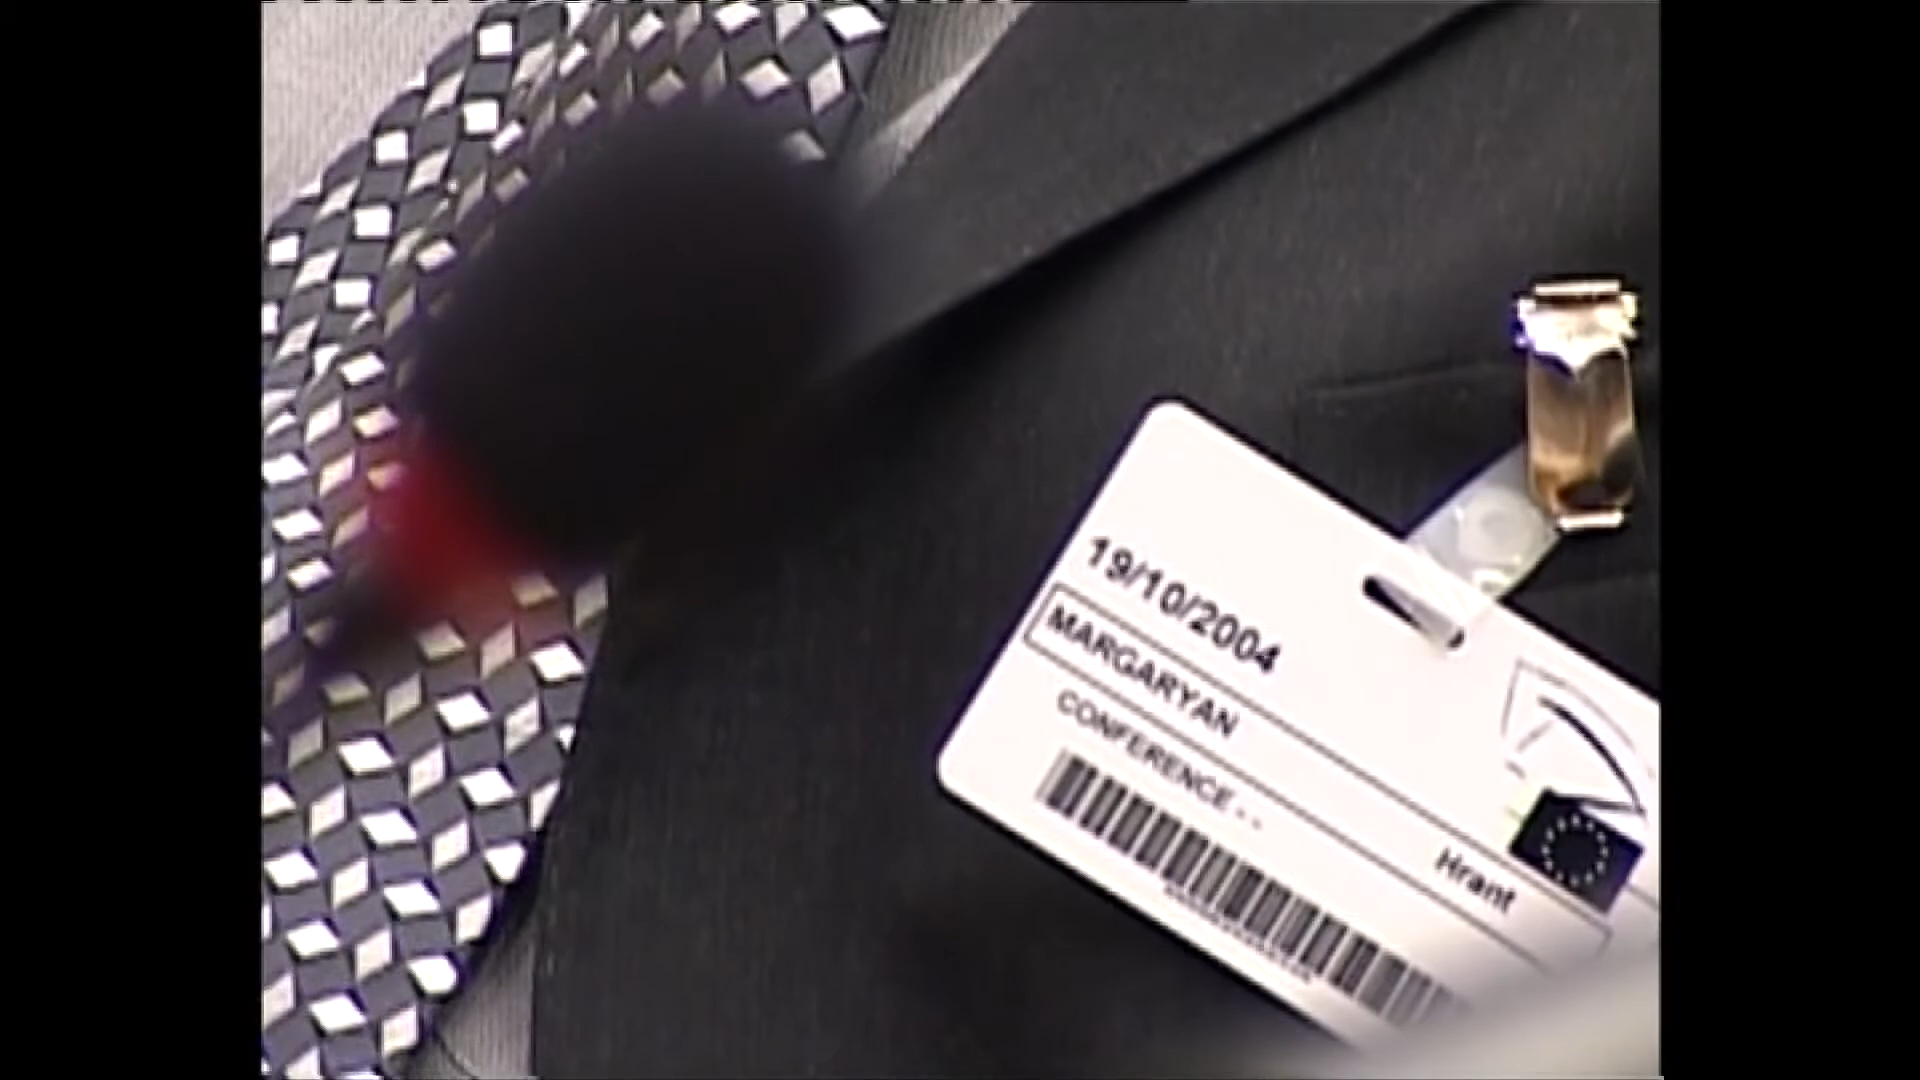 19/10/2004
MARGARYAN
Hrant
CONFERENCE - -